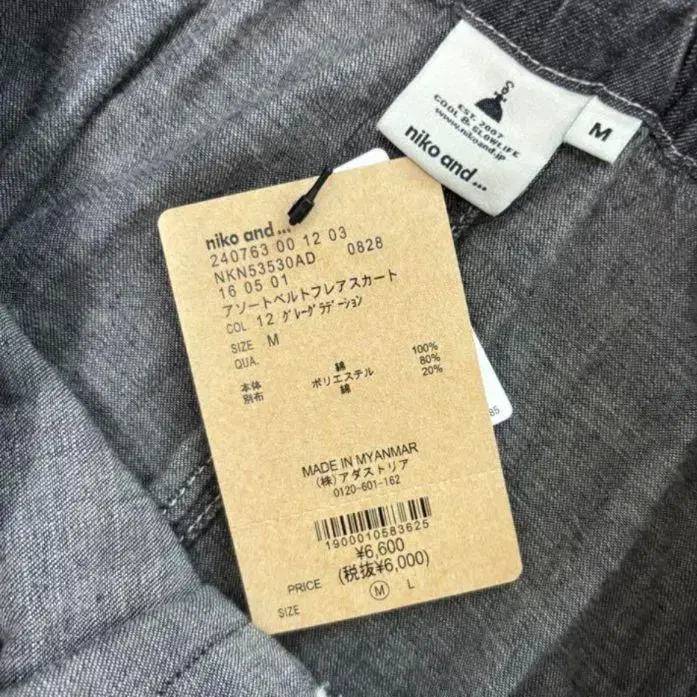 EST. 2007
COOL & SLOWLIFE
www.nikoand.jp
niko and...
M
niko and...
240763 00 12 03
NKN53530AD 0828
16 05 01
アソートベルトフレアスカート
COL 12 グレーグラデーション
SIZE M
QUA.
本体 綿 100%
別布 ポリエステル 80%
綿 20%
85
MADE IN MYANMAR
(株)アダストリア
0120-601-162
1900010583625
¥6,600
(税抜¥6,000)
PRICE
SIZE M L